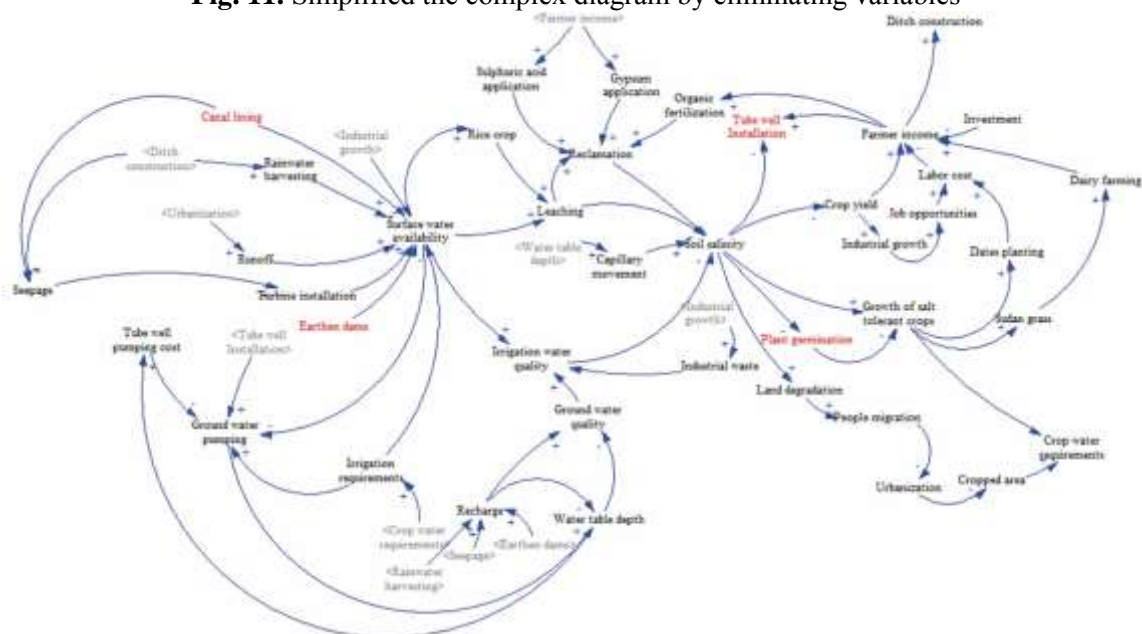 Fig. 11. Simplified the complex diagram by eliminating variables
<Farmer income>
Ditch construction
Sulphuric acid
application
Gypsum
application
Organic
fertilization
Canal lining
Tube well
Installation
Farmer income
Investment
<Industrial
growth>
Rice crop
<Ditch
construction>
Rainwater
harvesting
Reclamation
Labor cost
Dairy farming
<Urbanization>
Leaching
Crop yield
Job opportunities
Surface water
availability
Soil salinity
Industrial growth
<Water table
depth>
Capillary
movement
Dates planting
Runoff
Seepage
Turbine installation
<Industrial
growth>
Growth of salt
tolerant crops
Sufan grass
Earthen dams
Tube well
pumping cost
<Tube well
Installation>
Plant germination
Irrigation water
quality
Industrial waste
Land degradation
Ground water
quality
People migration
Ground water
pumping
Crop water
requirements
Irrigation
requirements
Urbanization
Cropped area
Recharge
Water table depth
<Crop water
requirements>
<Earthen dams>
<Seepage>
<Rainwater
harvesting>